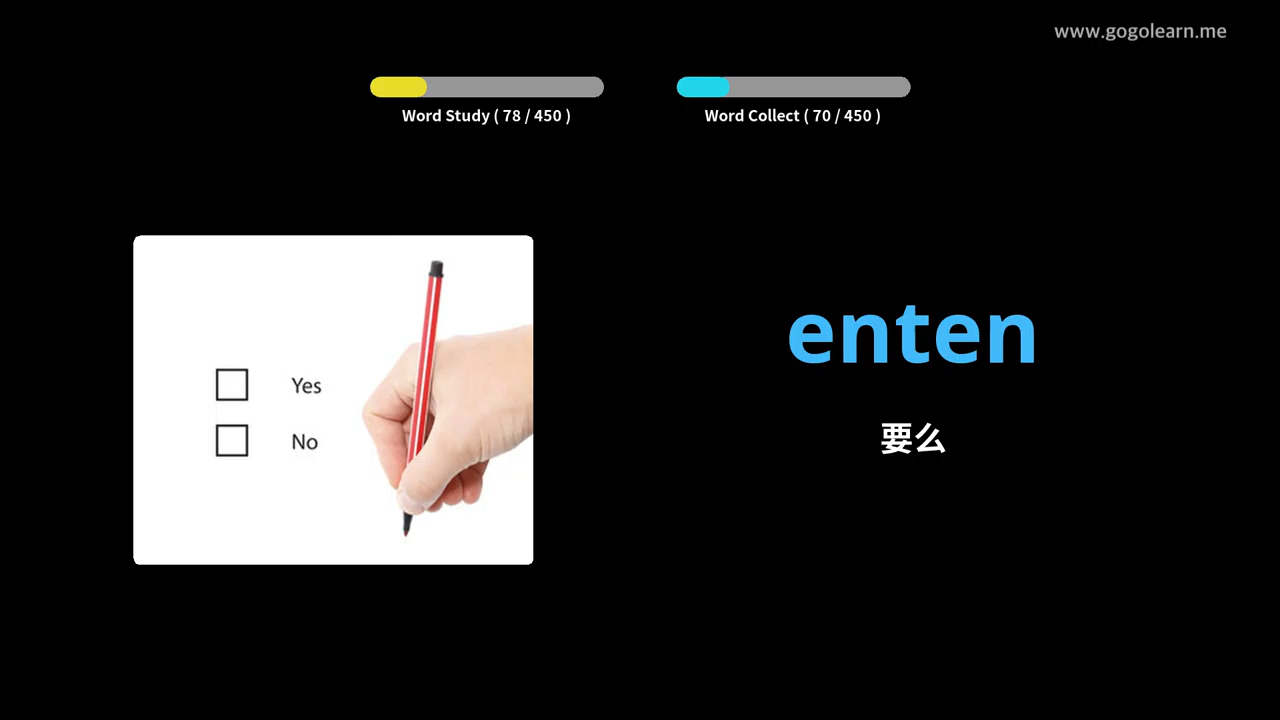 www.gogolearn.me
Word Study ( 78 / 450 )
Word Collect ( 70 / 450 )
Yes
No
enten
要么